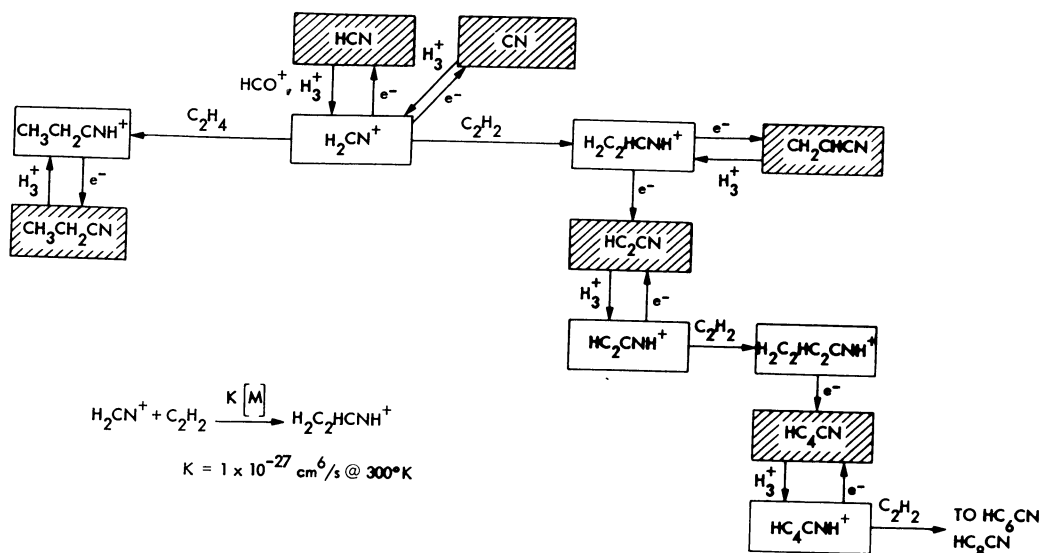 HCN
CN
H₃⁺
HCO⁺, H₃⁺
e⁻
e⁻
CH₃CH₂CNH⁺
C₂H₄
H₂CN⁺
C₂H₂
H₂C₂HCNH⁺
e⁻
H₃⁺
CH₂CHCN
H₃⁺
e⁻
e⁻
CH₃CH₂CN
HC₂CN
H₃⁺
e⁻
HC₂CNH⁺
C₂H₂
H₂C₂HC₂CNH⁺
e⁻
H₂CN⁺ + C₂H₂ K [M] H₂C₂HCNH⁺
K = 1 x 10⁻²⁷ cm⁶/s @ 300°K
HC₄CN
H₃⁺
e⁻
HC₄CNH⁺
C₂H₂
TO HC₆CN
HC₈CN